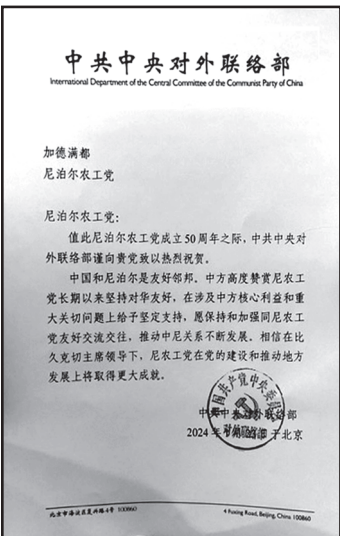 中共中央对外联络部
International Department of the Central Committee of the Communist Party of China
加德满都
尼泊尔农工党
尼泊尔农工党：
值此尼泊尔农工党成立50周年之际，中共中央对
外联络部谨向贵党致以热烈祝贺。
中国和尼泊尔是友好邻邦。中方高度赞赏尼农工
党长期以来坚持对华友好，在涉及中方核心利益和重
大关切问题上给予坚定支持，愿保持和加强同尼农工
党友好交流交往，推动中尼关系不断发展。相信在比
久克切主席领导下，尼农工党在党的建设和推动地方
发展上将取得更大成就。
中共中央对外联络部
2024年 于北京
北京市海淀区复兴路4号 100860
4 Fuxing Road, Beijing, China 100860